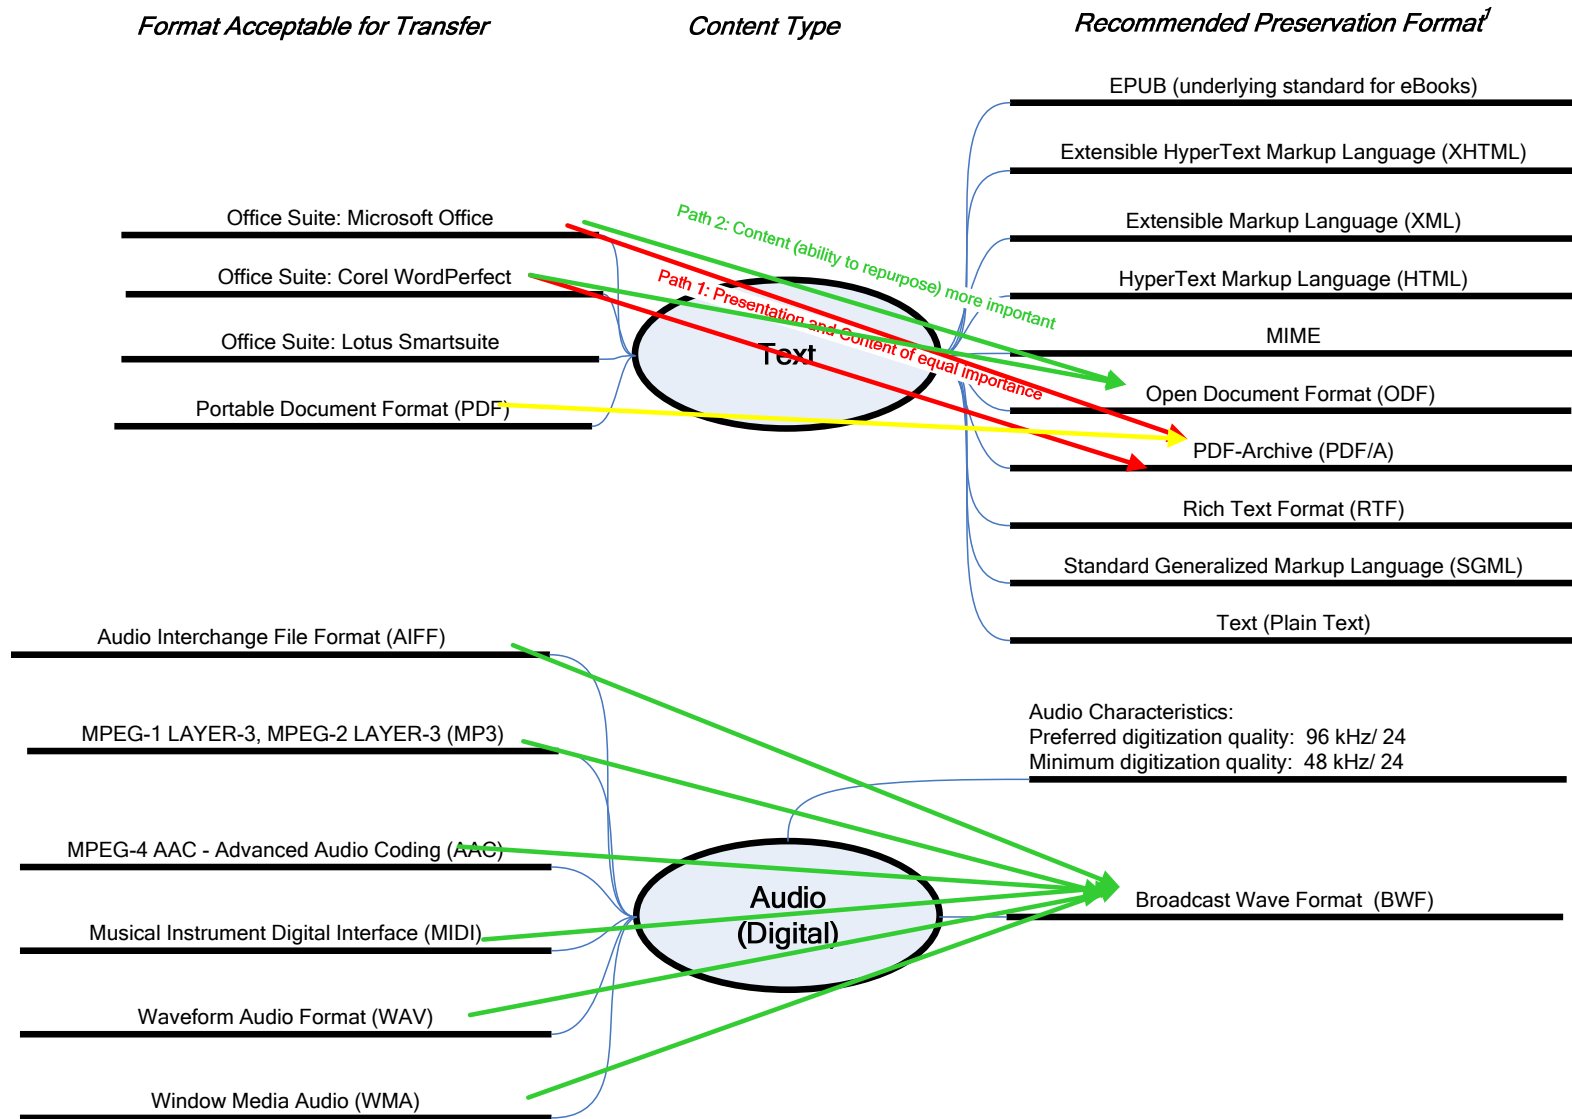 Format Acceptable for Transfer
Content Type
Recommended Preservation Format1
EPUB (underlying standard for eBooks)
Extensible HyperText Markup Language (XHTML)
Office Suite: Microsoft Office
Path 2: Content (ability to repurpose) more important
Extensible Markup Language (XML)
Office Suite: Corel WordPerfect
Path 1: Presentation and Content of equal importance
HyperText Markup Language (HTML)
Office Suite: Lotus Smartsuite
Text
MIME
Portable Document Format (PDF)
Open Document Format (ODF)
PDF-Archive (PDF/A)
Rich Text Format (RTF)
Standard Generalized Markup Language (SGML)
Text (Plain Text)
Audio Interchange File Format (AIFF)
MPEG-1 LAYER-3, MPEG-2 LAYER-3 (MP3)
Audio Characteristics:
Preferred digitization quality:  96 kHz/ 24
Minimum digitization quality:  48 kHz/ 24
MPEG-4 AAC - Advanced Audio Coding (AAC)
Audio
(Digital)
Broadcast Wave Format  (BWF)
Musical Instrument Digital Interface (MIDI)
Waveform Audio Format (WAV)
Window Media Audio (WMA)